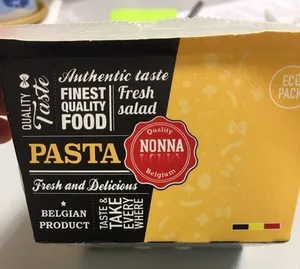 QUALITY
Taste
Authentic taste
FINEST
QUALITY
FOOD
Fresh
salad
ECO
PACK
PASTA
Quality
NONNA
Belgium
Fresh and Delicious
BELGIAN
PRODUCT
TASTE &
TAKE
EVERY
WHERE